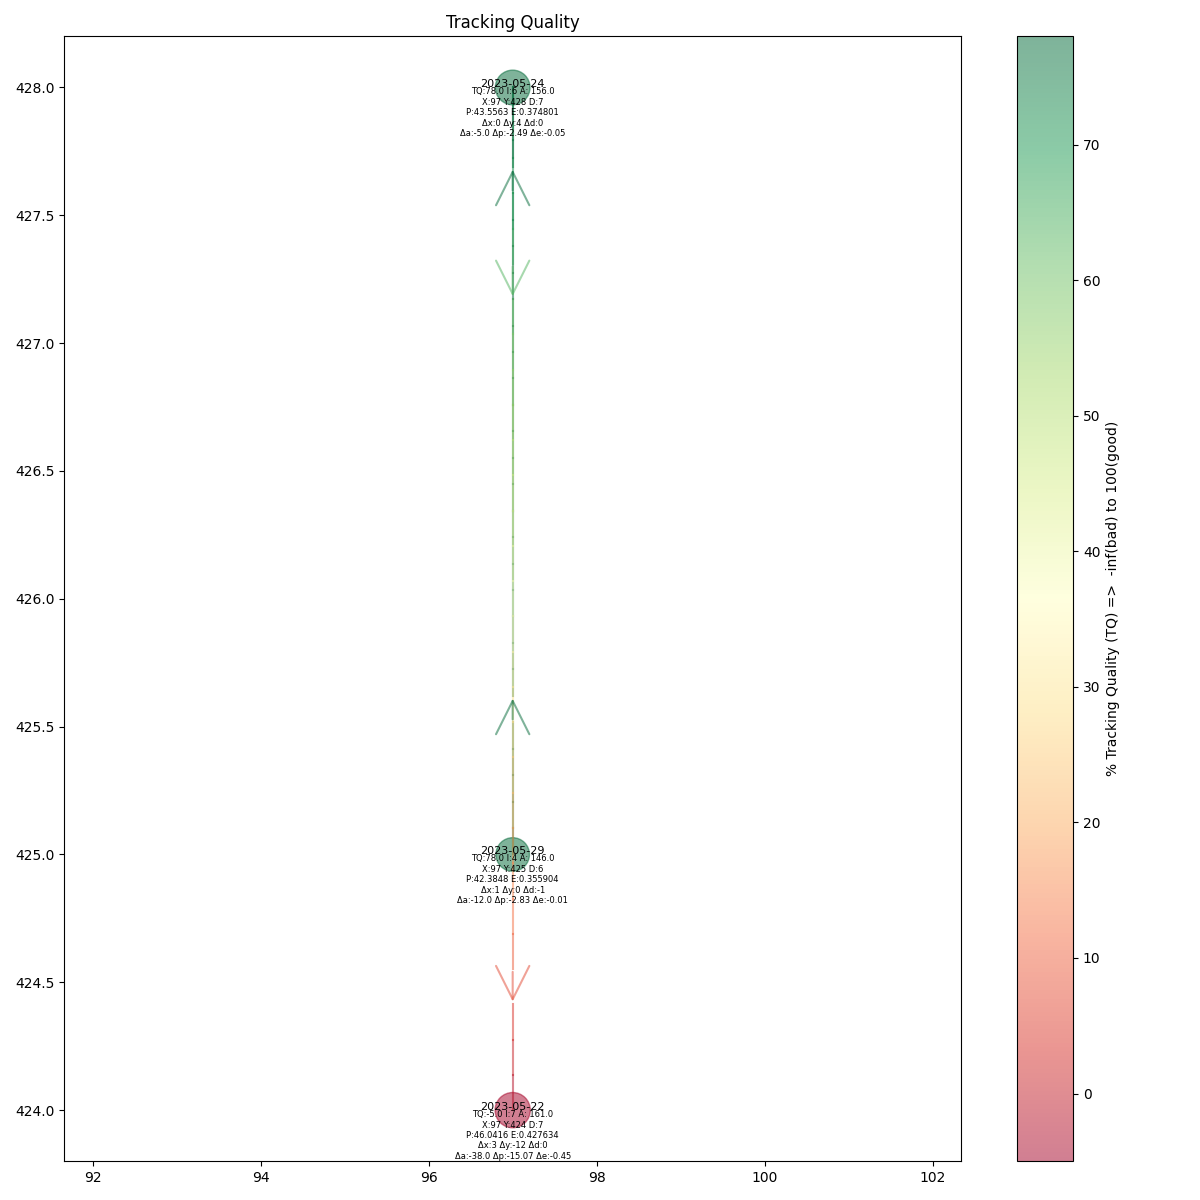 Tracking Quality
428.0
427.5
427.0
426.5
426.0
425.5
425.0
424.5
424.0
2023-05-24
TQ:78.0 I:6 A: 156.0
X:97 Y:428 D:7
P:43.5563 E:0.374801
Δx:0 Δy:4 Δd:0
Δa:-5.0 Δp:-2.49 Δe:-0.05
2023-05-29
TQ:78.0 I:4 A: 146.0
X:97 Y:425 D:6
P:42.3848 E:0.355904
Δx:1 Δy:0 Δd:-1
Δa:-12.0 Δp:-2.83 Δe:-0.01
2023-05-22
TQ:-5.0 I:7 A: 161.0
X:97 Y:424 D:7
P:46.0416 E:0.427634
Δx:3 Δy:-12 Δd:0
Δa:-38.0 Δp:-15.07 Δe:-0.45
92 94 96 98 100 102
70
60
50
40
30
20
10
0
% Tracking Quality (TQ) => -inf(bad) to 100(good)